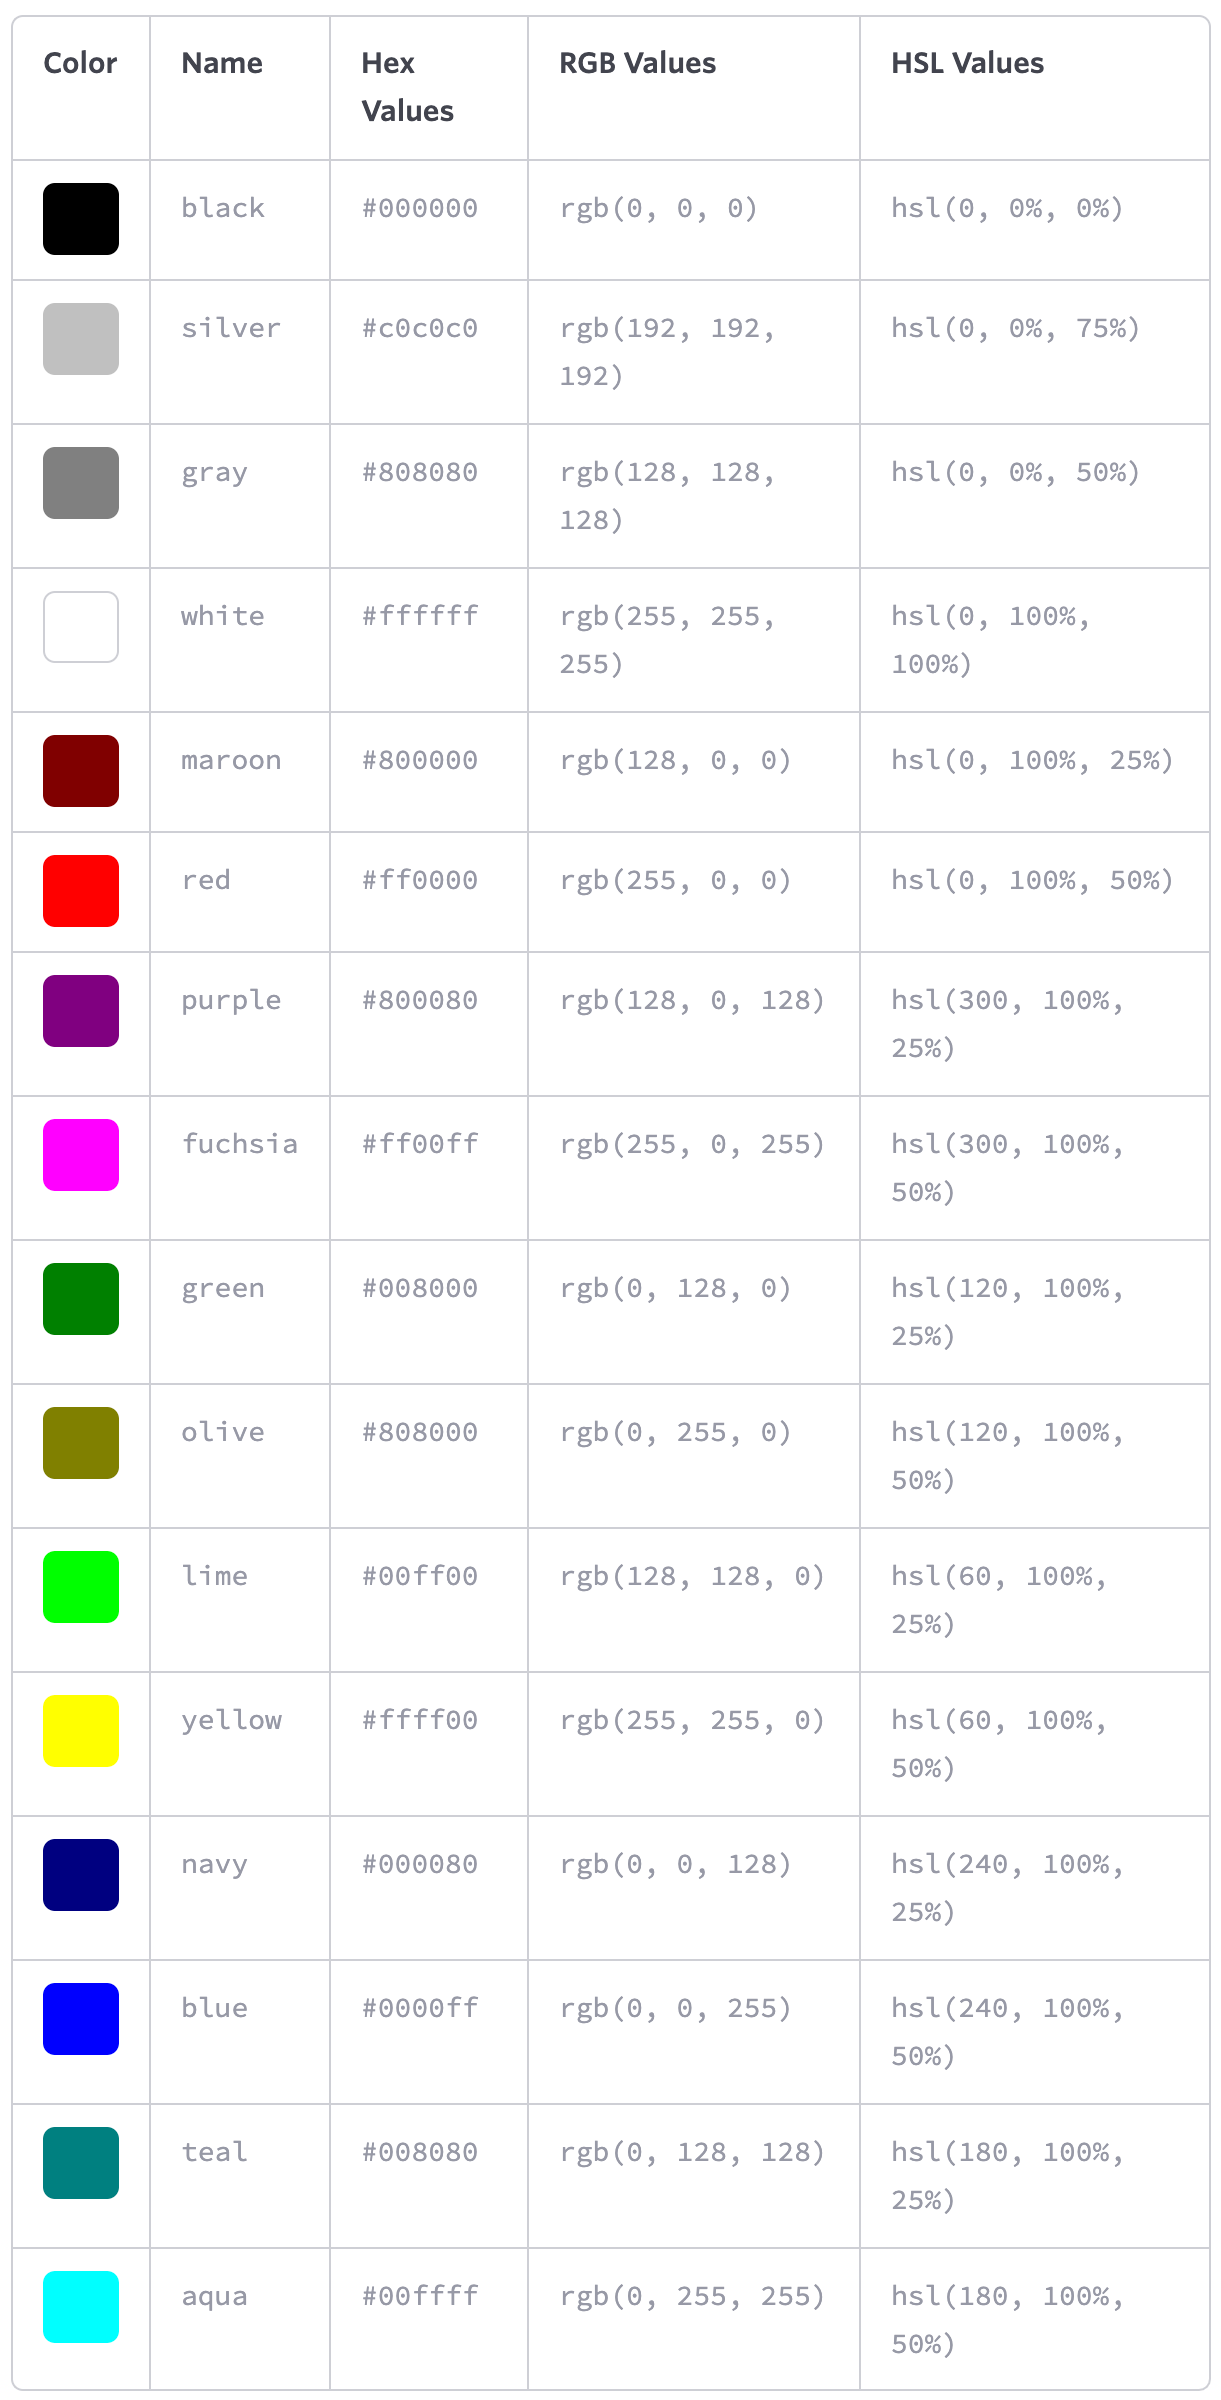 Color Name Hex Values RGB Values HSL Values
black #000000 rgb(0, 0, 0) hsl(0, 0%, 0%)
silver #c0c0c0 rgb(192, 192, 192) hsl(0, 0%, 75%)
gray #808080 rgb(128, 128, 128) hsl(0, 0%, 50%)
white #ffffff rgb(255, 255, 255) hsl(0, 100%, 100%)
maroon #800000 rgb(128, 0, 0) hsl(0, 100%, 25%)
red #ff0000 rgb(255, 0, 0) hsl(0, 100%, 50%)
purple #800080 rgb(128, 0, 128) hsl(300, 100%, 25%)
fuchsia #ff00ff rgb(255, 0, 255) hsl(300, 100%, 50%)
green #008000 rgb(0, 128, 0) hsl(120, 100%, 25%)
olive #808000 rgb(0, 255, 0) hsl(120, 100%, 50%)
lime #00ff00 rgb(128, 128, 0) hsl(60, 100%, 25%)
yellow #ffff00 rgb(255, 255, 0) hsl(60, 100%, 50%)
navy #000080 rgb(0, 0, 128) hsl(240, 100%, 25%)
blue #0000ff rgb(0, 0, 255) hsl(240, 100%, 50%)
teal #008080 rgb(0, 128, 128) hsl(180, 100%, 25%)
aqua #00ffff rgb(0, 255, 255) hsl(180, 100%, 50%)